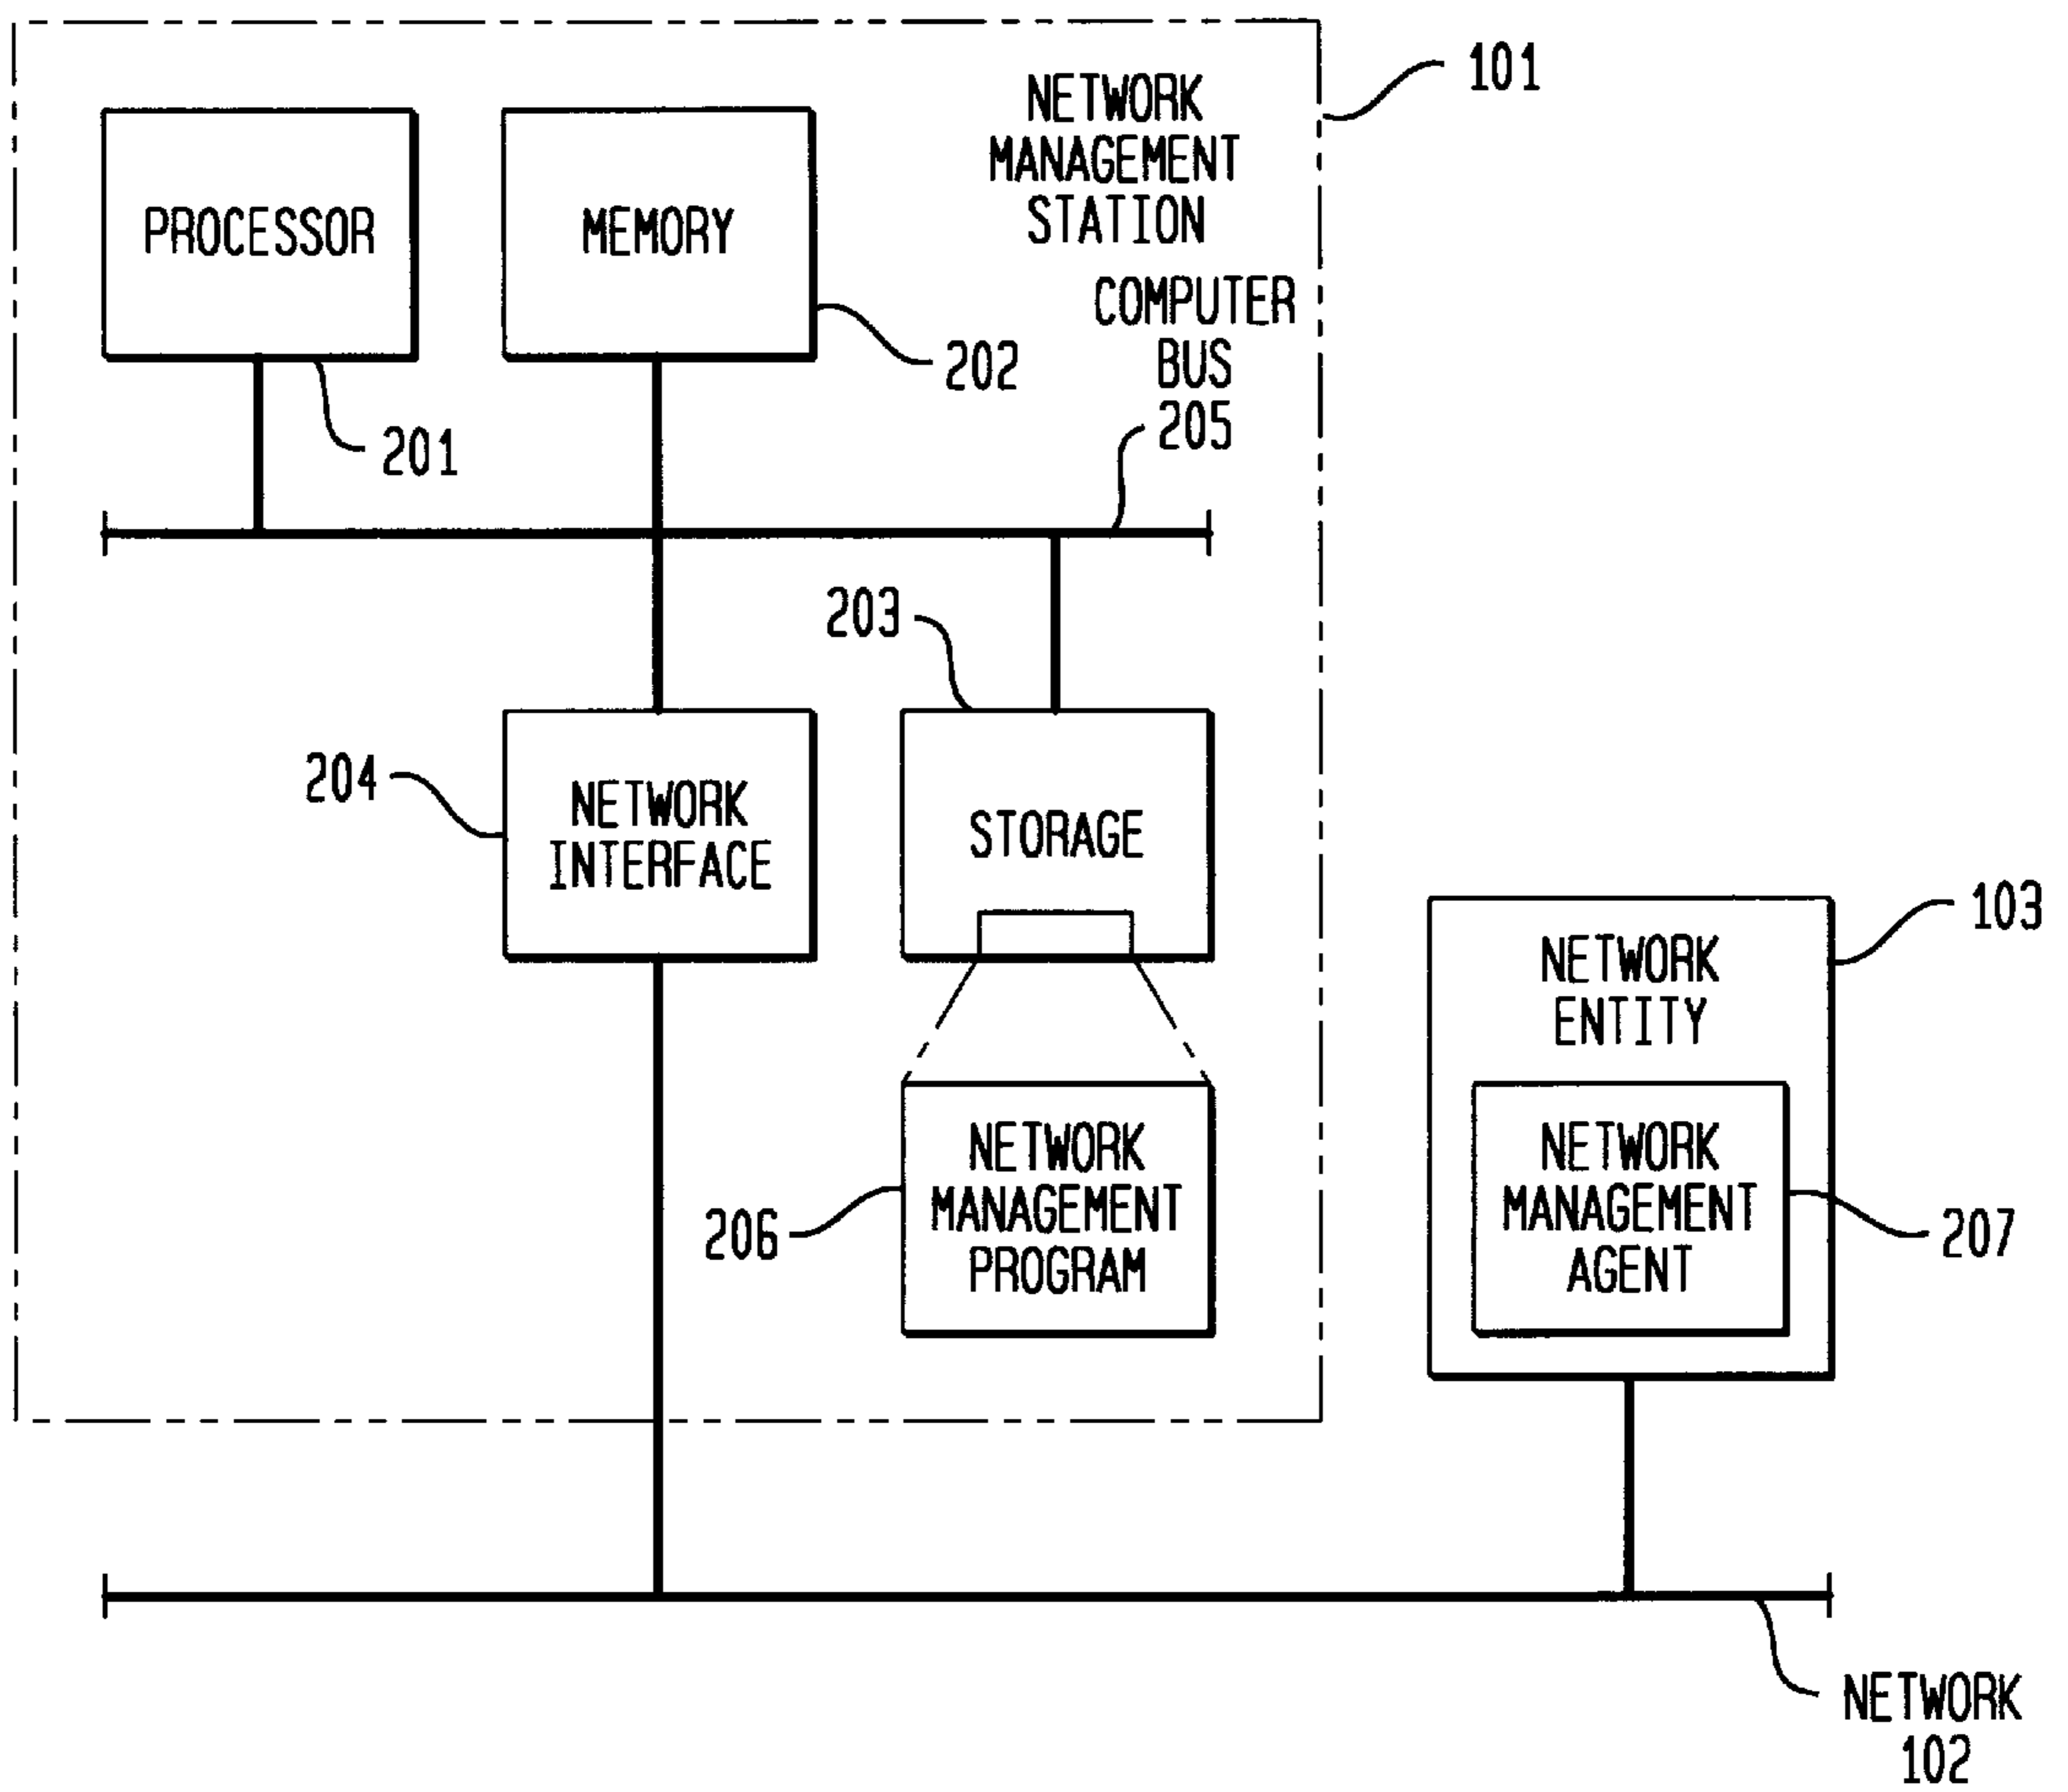 101
NETWORK
MANAGEMENT
STATION
PROCESSOR
MEMORY
COMPUTER
BUS
205
202
201
203
204
NETWORK
INTERFACE
STORAGE
103
NETWORK
ENTITY
NETWORK
MANAGEMENT
PROGRAM
206
NETWORK
MANAGEMENT
AGENT
207
NETWORK
102